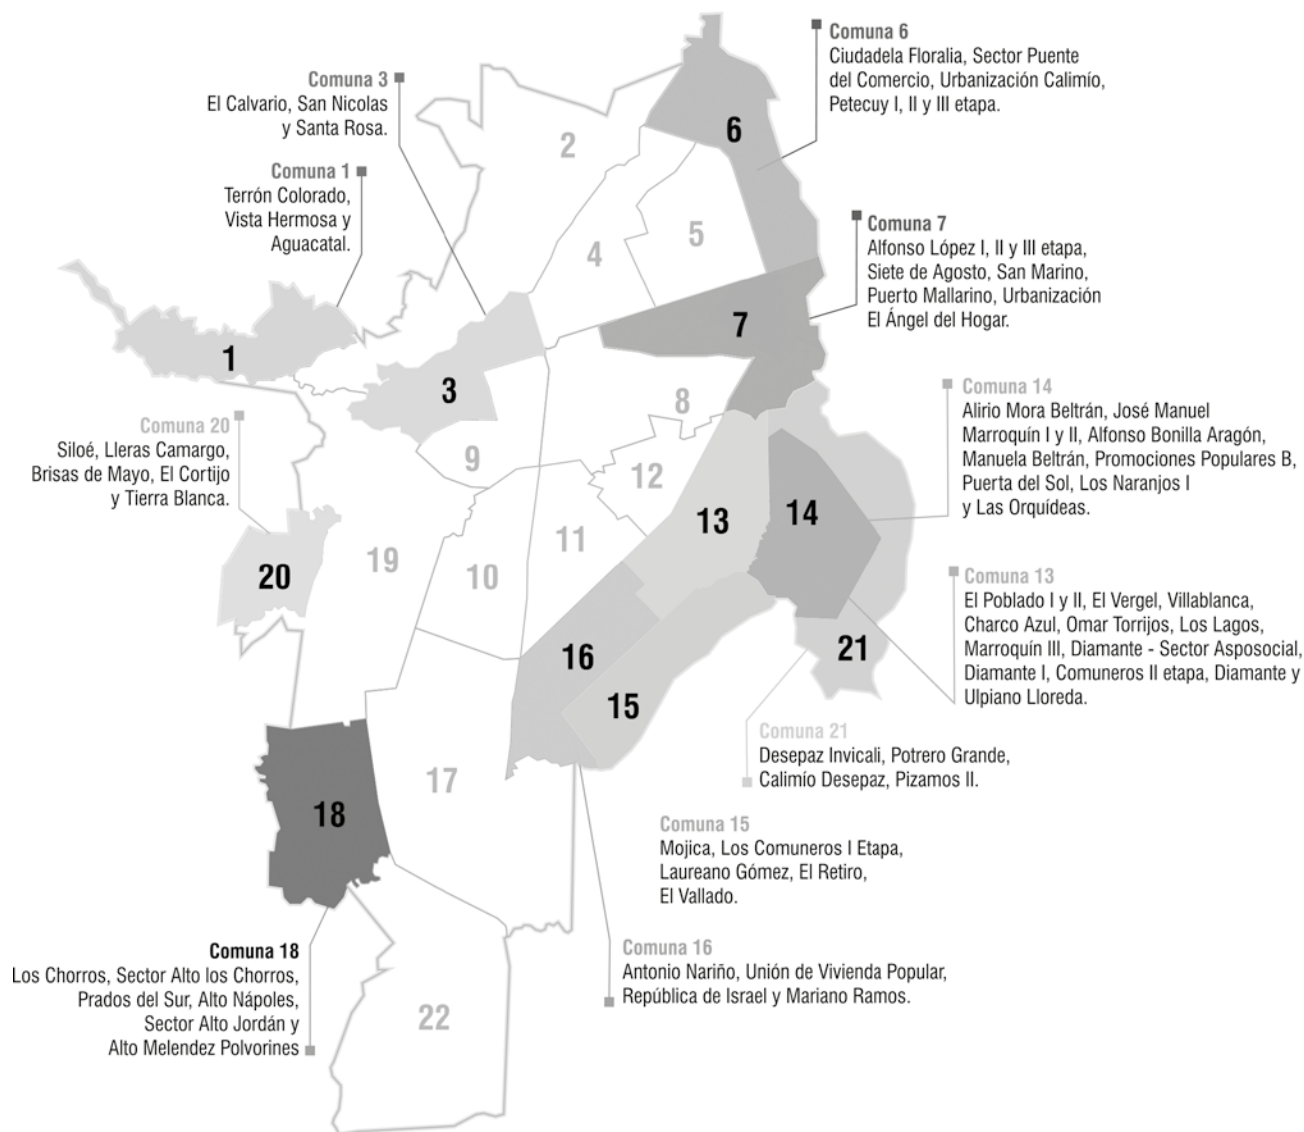 Comuna 6
Ciudadela Floralia, Sector Puente
del Comercio, Urbanización Calimío,
Petecuy I, II y III etapa.
Comuna 3
El Calvario, San Nicolas
y Santa Rosa.
Comuna 1
Terrón Colorado,
Vista Hermosa y
Aguacatal.
Comuna 7
Alfonso López I, II y III etapa,
Siete de Agosto, San Marino,
Puerto Mallarino, Urbanización
El Ángel del Hogar.
Comuna 14
Alirio Mora Beltrán, José Manuel
Marroquín I y II, Alfonso Bonilla Aragón,
Manuela Beltrán, Promociones Populares B,
Puerta del Sol, Los Naranjos I
y Las Orquídeas.
Comuna 20
Siloé, Lleras Camargo,
Brisas de Mayo, El Cortijo
y Tierra Blanca.
Comuna 13
El Poblado I y II, El Vergel, Villablanca,
Charco Azul, Omar Torrijos, Los Lagos,
Marroquín III, Diamante - Sector Asposocial,
Diamante I, Comuneros II etapa, Diamante y
Ulpiano Lloreda.
Comuna 21
Desepaz Invicali, Potrero Grande,
Calimío Desepaz, Pizamos II.
Comuna 15
Mojica, Los Comuneros I Etapa,
Laureano Gómez, El Retiro,
El Vallado.
Comuna 16
Antonio Nariño, Unión de Vivienda Popular,
República de Israel y Mariano Ramos.
Comuna 18
Los Chorros, Sector Alto los Chorros,
Prados del Sur, Alto Nápoles,
Sector Alto Jordán y
Alto Melendez Polvorines
6
2
5
4
7
1
3
8
9
12
13
14
11
19
10
20
21
16
15
17
18
22